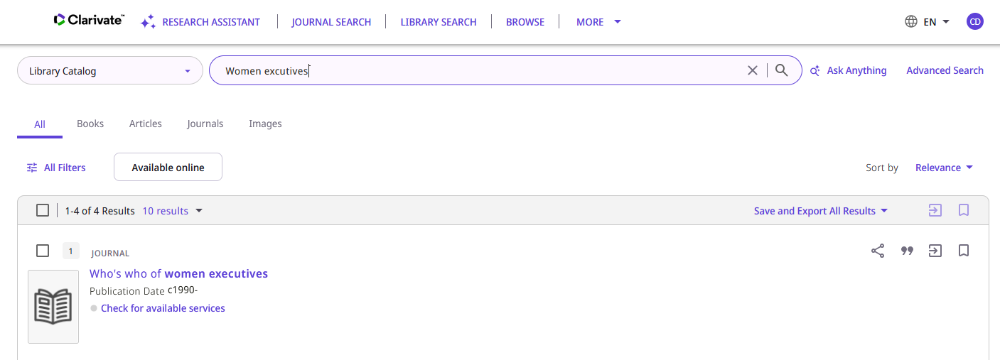 Clarivate™ RESEARCH ASSISTANT JOURNAL SEARCH LIBRARY SEARCH BROWSE MORE EN CD
Library Catalog Women excutives Ask Anything Advanced Search
All Books Articles Journals Images
All Filters Available online Sort by Relevance
1-4 of 4 Results 10 results Save and Export All Results
1 JOURNAL
Who's who of women executives
Publication Date c1990-
Check for available services